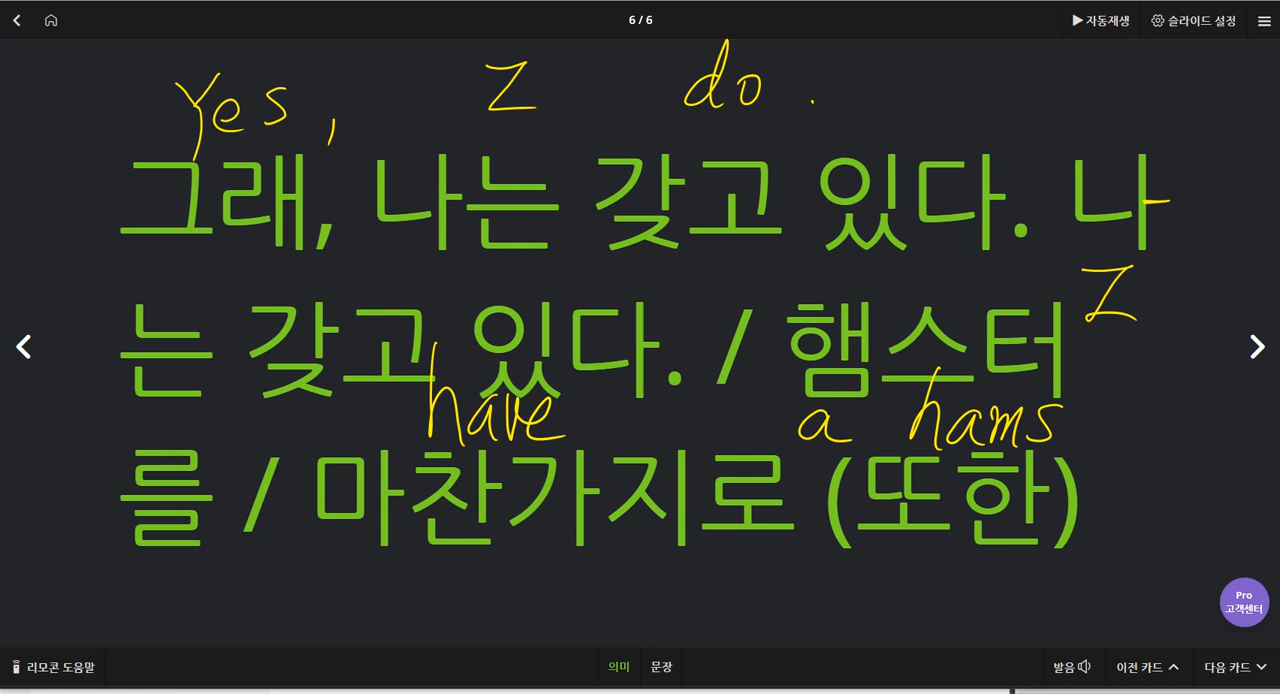 6 / 6
자동재생
슬라이드 설정
Yes, I do.
그래, 나는 갖고 있다. 나
I
는 갖고 있다. / 햄스터
have a hams
를 / 마찬가지로 (또한)
Pro
고객센터
리모콘 도움말
의미
문장
발음
이전 카드
다음 카드